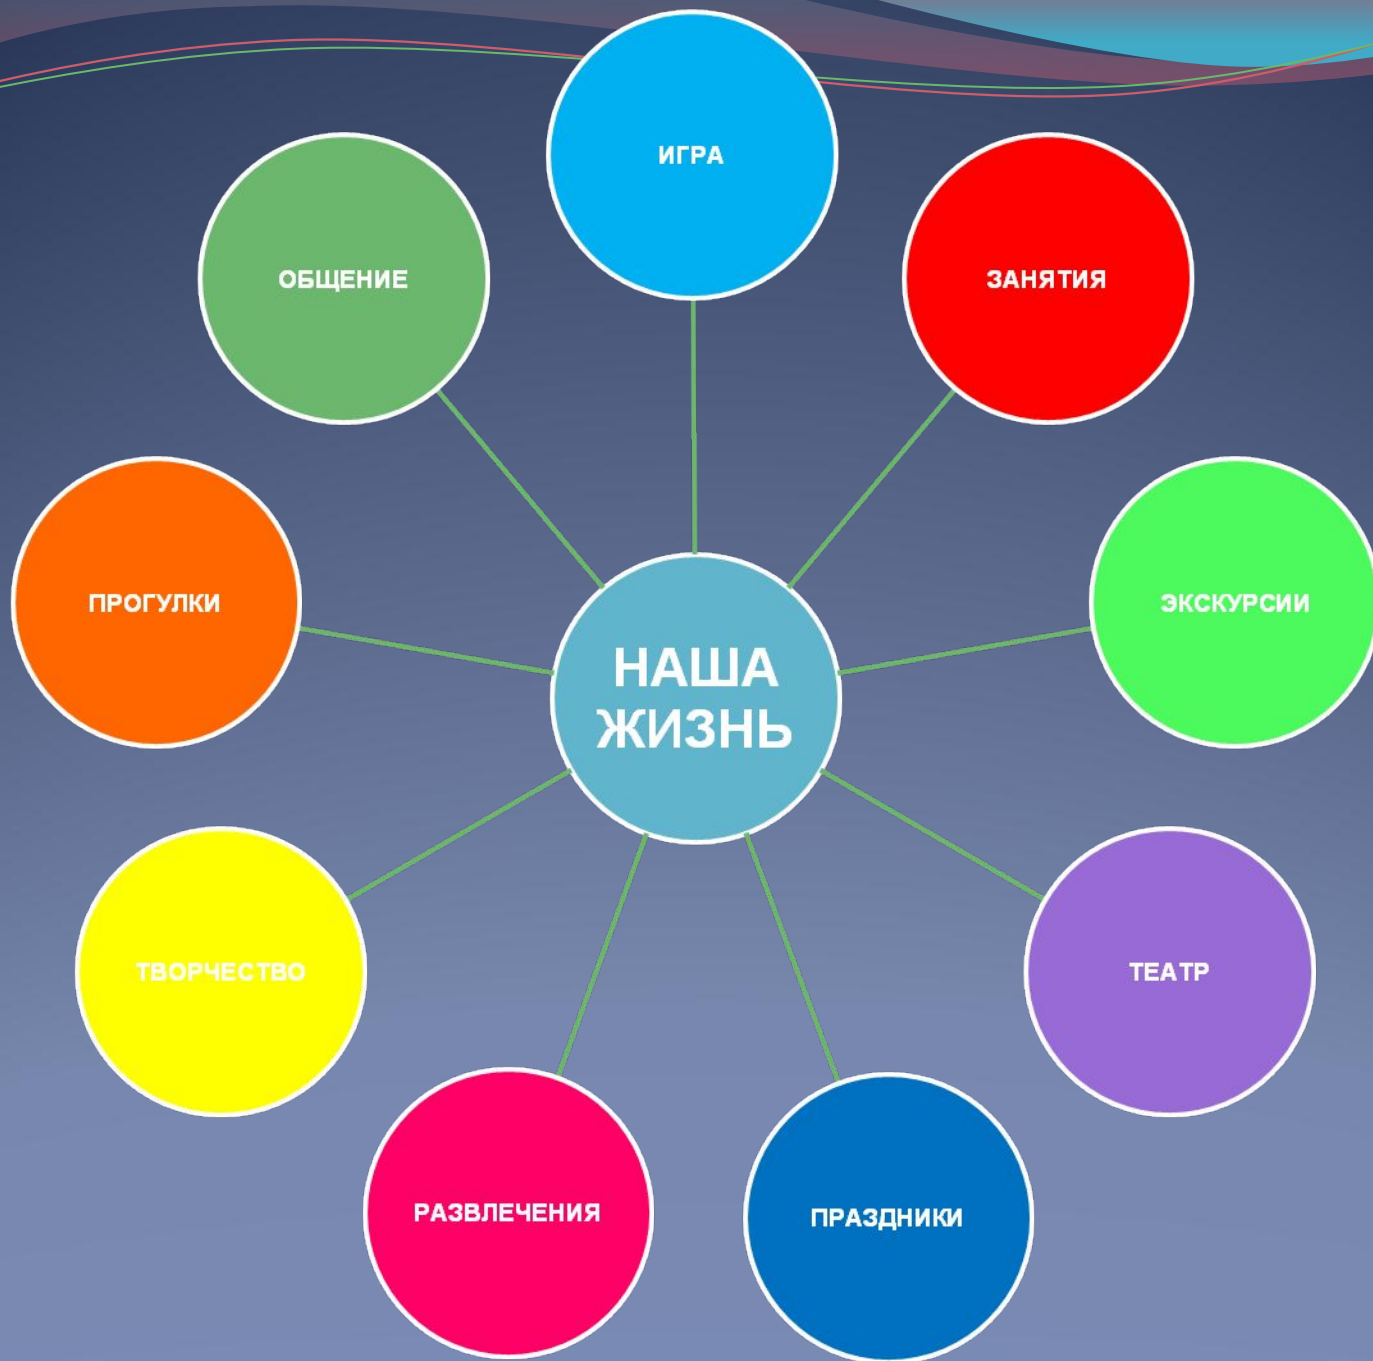 ИГРА
ОБЩЕНИЕ
ЗАНЯТИЯ
ПРОГУЛКИ
ЭКСКУРСИИ
НАША
ЖИЗНЬ
ТВОРЧЕСТВО
ТЕАТР
РАЗВЛЕЧЕНИЯ
ПРАЗДНИКИ